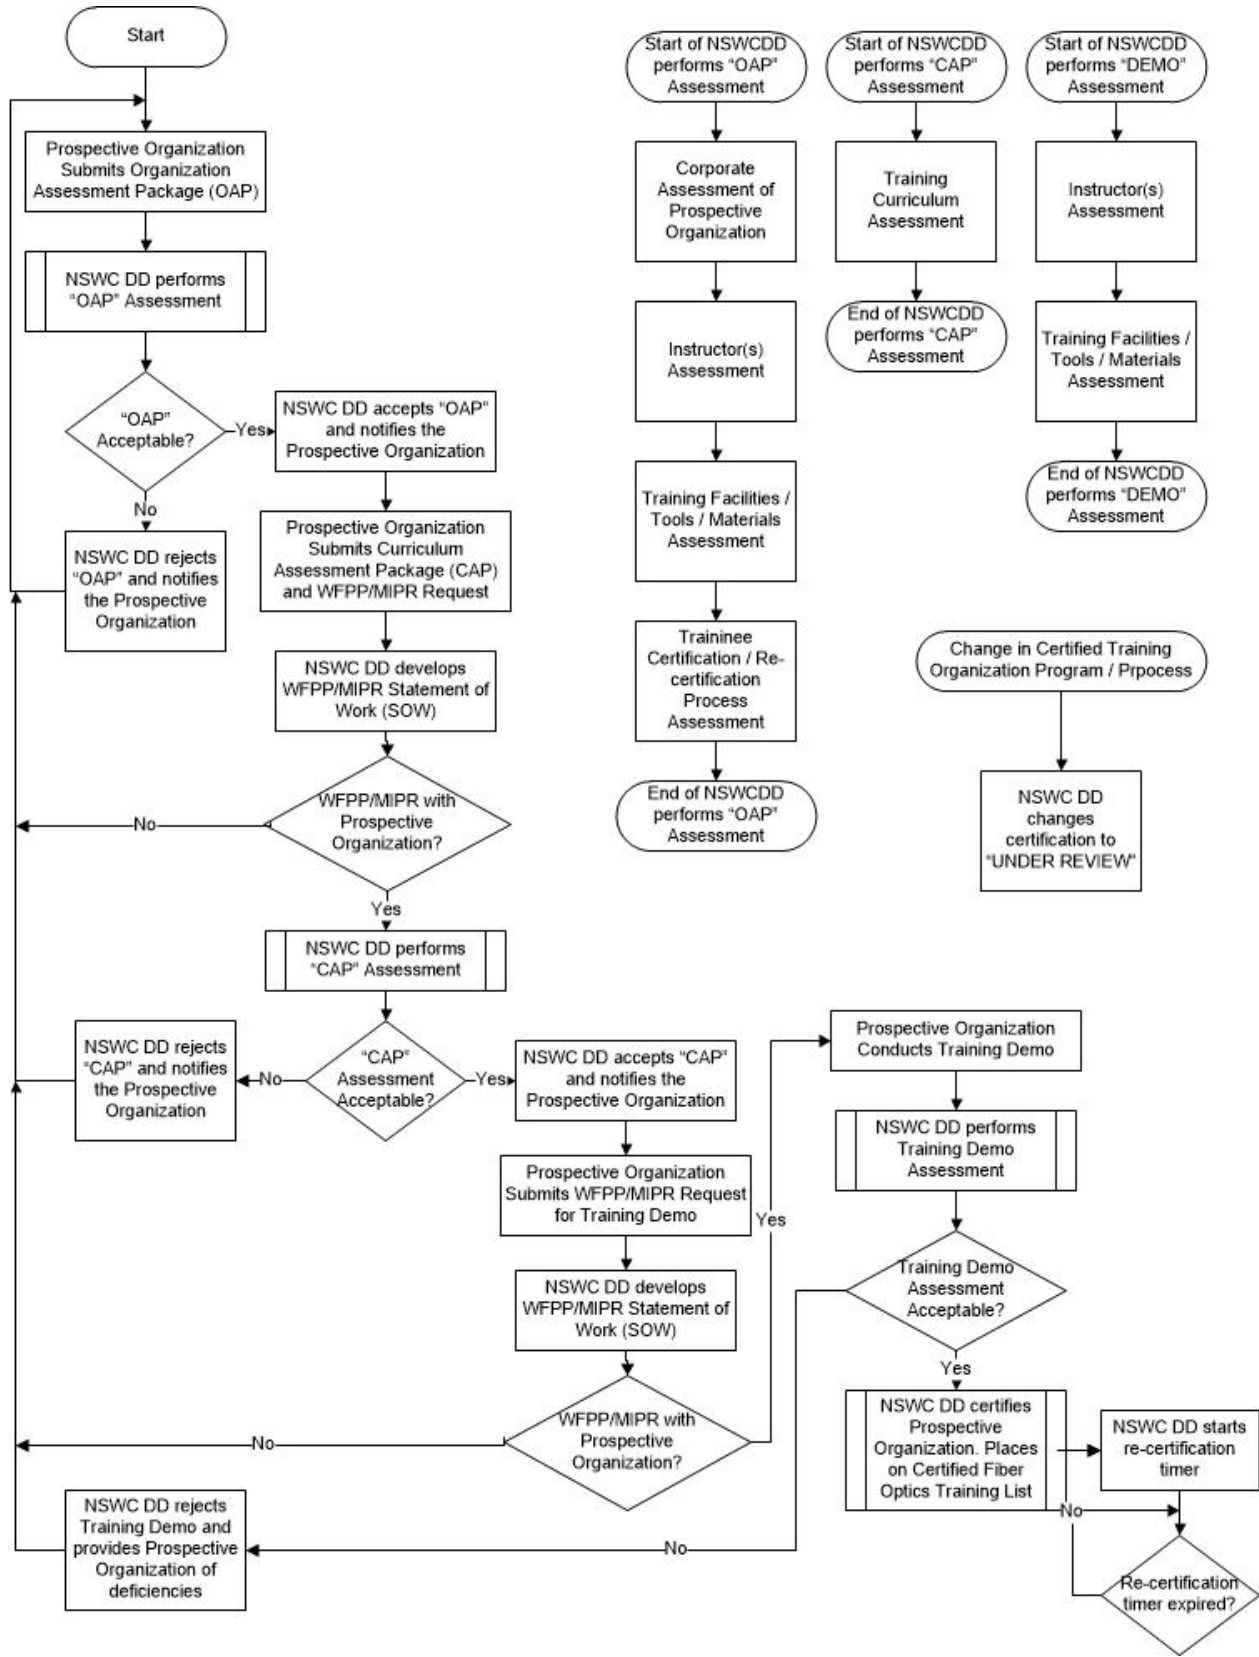 Start
Prospective Organization
Submits Organization
Assessment Package (OAP)
NSWC DD performs
“OAP” Assessment
“OAP”
Acceptable?
Yes
No
NSWC DD accepts “OAP”
and notifies the
Prospective Organization
NSWC DD rejects
“OAP” and notifies
the Prospective
Organization
Prospective Organization
Submits Curriculum
Assessment Package (CAP)
and WFPP/MIPR Request
NSWC DD develops
WFPP/MIPR Statement of
Work (SOW)
WFPP/MIPR with
Prospective
Organization?
No
Yes
NSWC DD performs
“CAP” Assessment
“CAP”
Assessment
Acceptable?
No
Yes
NSWC DD rejects
“CAP” and notifies
the Prospective
Organization
NSWC DD accepts “CAP”
and notifies the
Prospective Organization
Prospective Organization
Submits WFPP/MIPR Request
for Training Demo
NSWC DD develops
WFPP/MIPR Statement of
Work (SOW)
WFPP/MIPR with
Prospective
Organization?
No
Yes
Prospective Organization
Conducts Training Demo
NSWC DD performs
Training Demo
Assessment
Training Demo
Assessment
Acceptable?
Yes
No
NSWC DD rejects
Training Demo and
provides Prospective
Organization of
deficiencies
NSWC DD certifies
Prospective
Organization. Places
on Certified Fiber
Optics Training List
NSWC DD starts
re-certification
timer
No
Re-certification
timer expired?
Start of NSWCDD
performs “OAP”
Assessment
Corporate
Assessment of
Prospective
Organization
Instructor(s)
Assessment
Training Facilities /
Tools / Materials
Assessment
Traininee
Certification / Re-
certification
Process
Assessment
End of NSWCDD
performs “OAP”
Assessment
Start of NSWCDD
performs “CAP”
Assessment
Training
Curriculum
Assessment
End of NSWCDD
performs “CAP”
Assessment
Start of NSWCDD
performs “DEMO”
Assessment
Instructor(s)
Assessment
Training Facilities /
Tools / Materials
Assessment
End of NSWCDD
performs “DEMO”
Assessment
Change in Certified Training
Organization Program / Prpocess
NSWC DD
changes
certification to
“UNDER REVIEW”